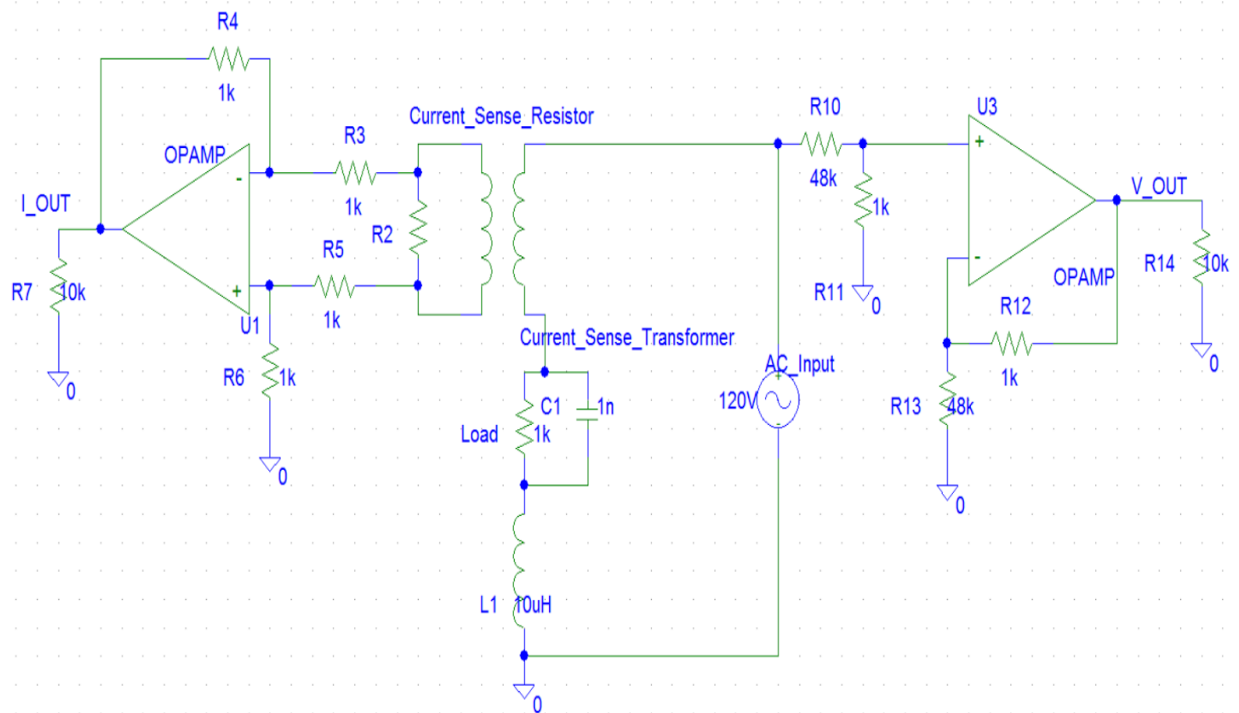 R4
1k
Current_Sense_Resistor
R10
48k
U3
OPAMP
R3
1k
-
+
I_OUT
R2
R5
1k
1k
V_OUT
+
-
R7
10k
U1
R11
0
OPAMP
R14
10k
R12
1k
Current_Sense_Transformer
0
R6
1k
AC_Input
+
-
120V
0
C1
1n
R13
48k
Load
1k
0
0
L1
10uH
0